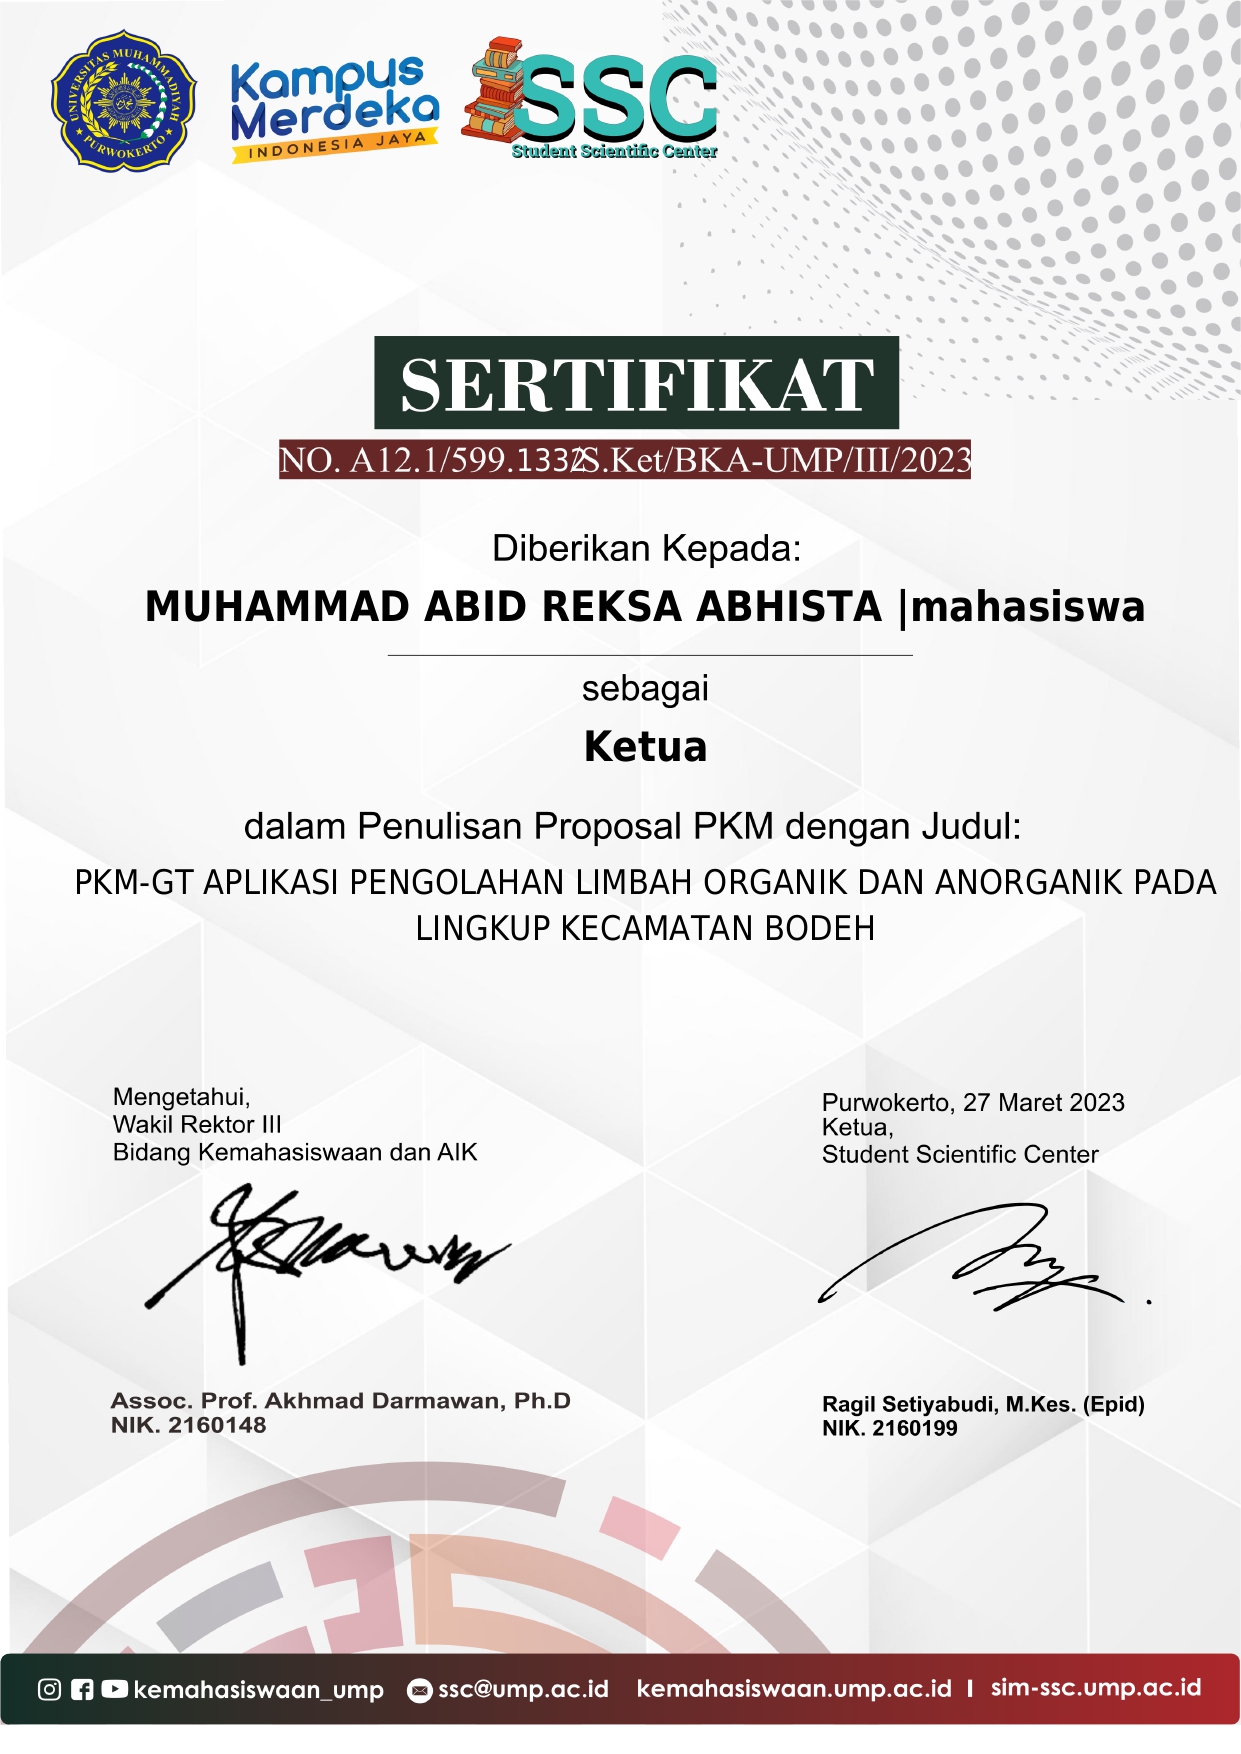 UNIVERSITAS MUHAMMADIYAH
PURWOKERTO
Kampus
Merdeka
INDONESIA JAYA
SSC
Student Scientific Center
SERTIFIKAT
NO. A12.1/599.1332/S.Ket/BKA-UMP/III/2023
Diberikan Kepada:
MUHAMMAD ABID REKSA ABHISTA |mahasiswa
sebagai
Ketua
dalam Penulisan Proposal PKM dengan Judul:
PKM-GT APLIKASI PENGOLAHAN LIMBAH ORGANIK DAN ANORGANIK PADA
LINGKUP KECAMATAN BODEH
Mengetahui,
Wakil Rektor III
Bidang Kemahasiswaan dan AIK
Assoc. Prof. Akhmad Darmawan, Ph.D
NIK. 2160148
Purwokerto, 27 Maret 2023
Ketua,
Student Scientific Center
Ragil Setiyabudi, M.Kes. (Epid)
NIK. 2160199
kemahasiswaan_ump ssc@ump.ac.id kemahasiswaan.ump.ac.id I sim-ssc.ump.ac.id